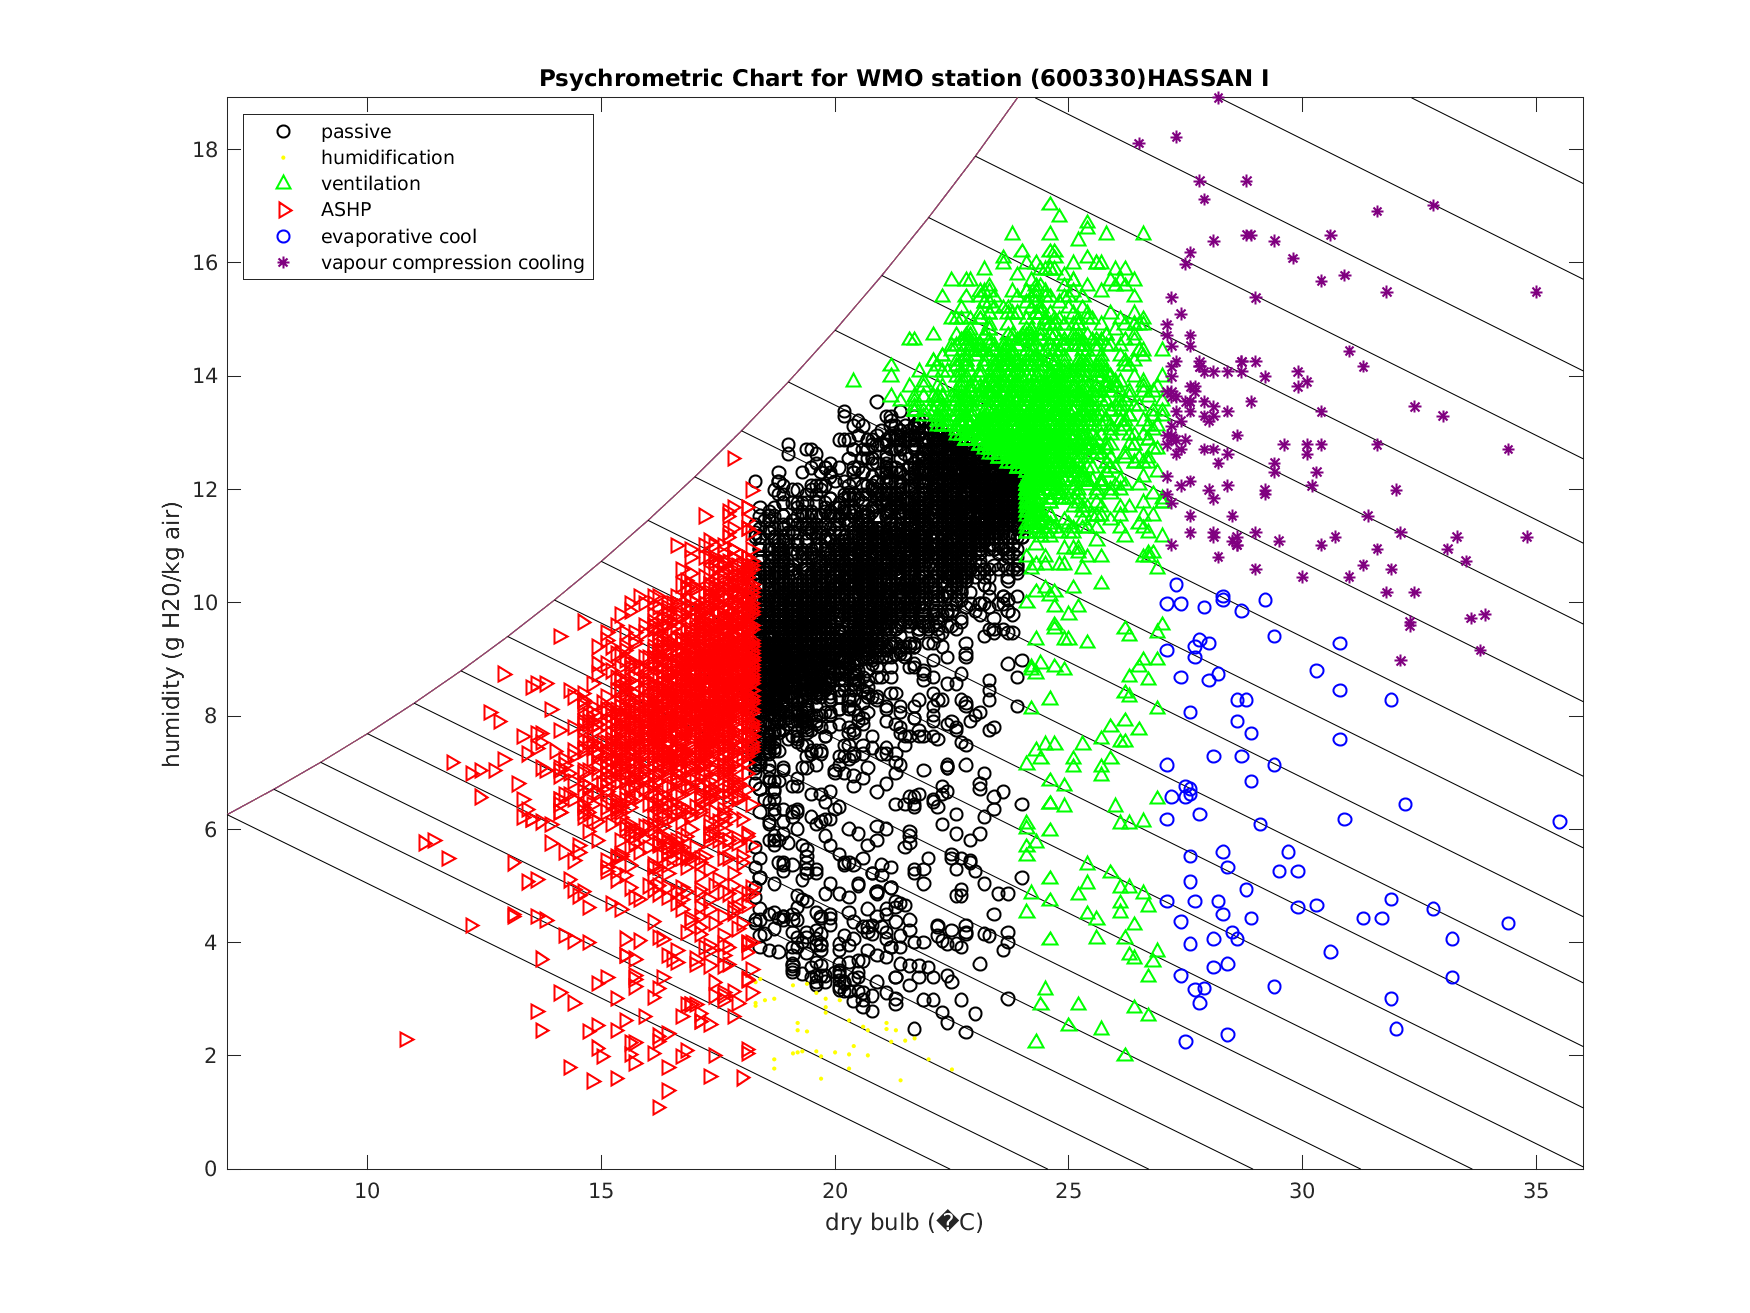 Psychrometric Chart for WMO station (600330)HASSAN I
passive
humidification
ventilation
ASHP
evaporative cool
vapour compression cooling
humidity (g H20/kg air)
18
16
14
12
10
8
6
4
2
0
10 15 20 25 30 35
dry bulb (�C)